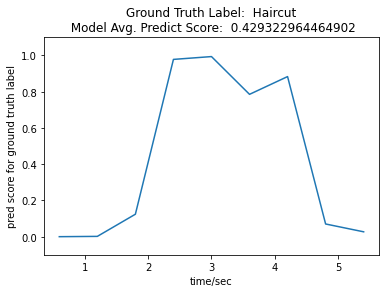 Ground Truth Label:  Haircut
Model Avg. Predict Score:  0.429322964464902
pred score for ground truth label
1.0
0.8
0.6
0.4
0.2
0.0
1 2 3 4 5
time/sec